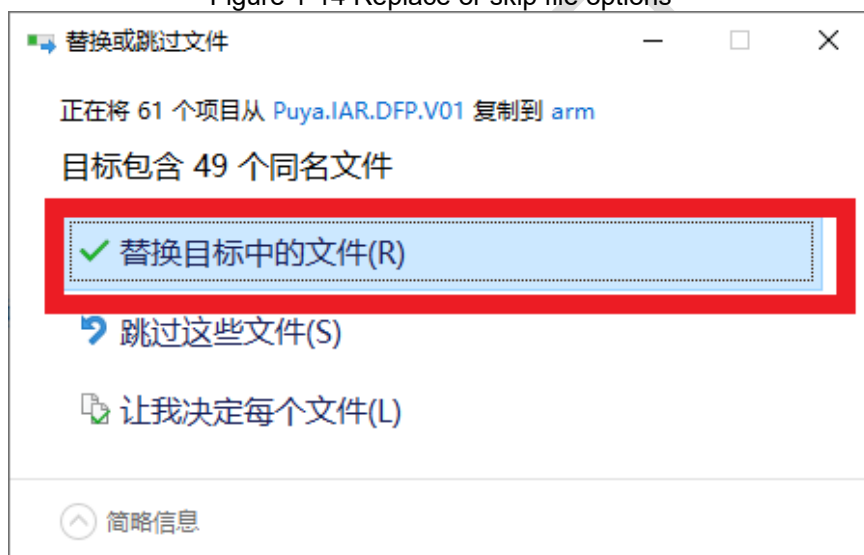 Figure 1-14 Replace or skip file options
替换或跳过文件
正在将 61 个项目从 Puya.IAR.DFP.V01 复制到 arm
目标包含 49 个同名文件
替换目标中的文件(R)
跳过这些文件(S)
让我决定每个文件(L)
简略信息